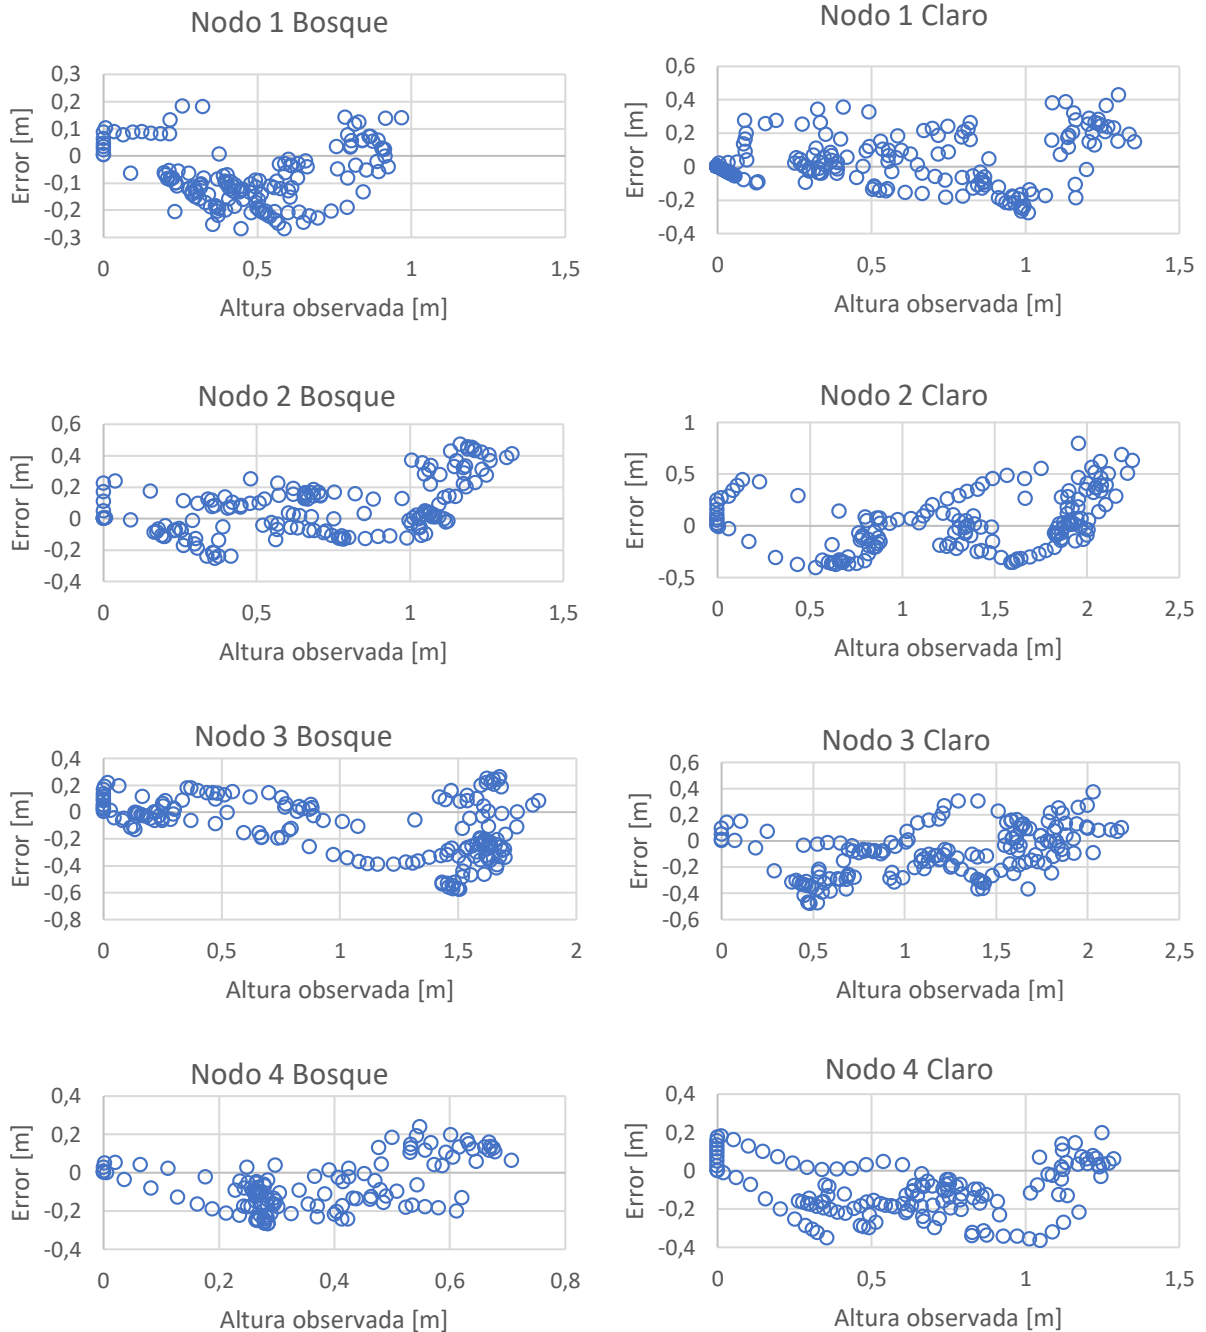 Nodo 1 Bosque
Error [m]
0,3
0,2
0,1
0
-0,1
-0,2
-0,3
0 0,5 1 1,5
Altura observada [m]
Nodo 1 Claro
Error [m]
0,6
0,4
0,2
0
-0,2
-0,4
0 0,5 1 1,5
Altura observada [m]
Nodo 2 Bosque
Error [m]
0,6
0,4
0,2
0
-0,2
-0,4
0 0,5 1 1,5
Altura observada [m]
Nodo 2 Claro
Error [m]
1
0,5
0
-0,5
0 0,5 1 1,5 2 2,5
Altura observada [m]
Nodo 3 Bosque
Error [m]
0,4
0,2
0
-0,2
-0,4
-0,6
-0,8
0 0,5 1 1,5 2
Altura observada [m]
Nodo 3 Claro
Error [m]
0,6
0,4
0,2
0
-0,2
-0,4
-0,6
0 0,5 1 1,5 2 2,5
Altura observada [m]
Nodo 4 Bosque
Error [m]
0,4
0,2
0
-0,2
-0,4
0 0,2 0,4 0,6 0,8
Altura observada [m]
Nodo 4 Claro
Error [m]
0,4
0,2
0
-0,2
-0,4
0 0,5 1 1,5
Altura observada [m]